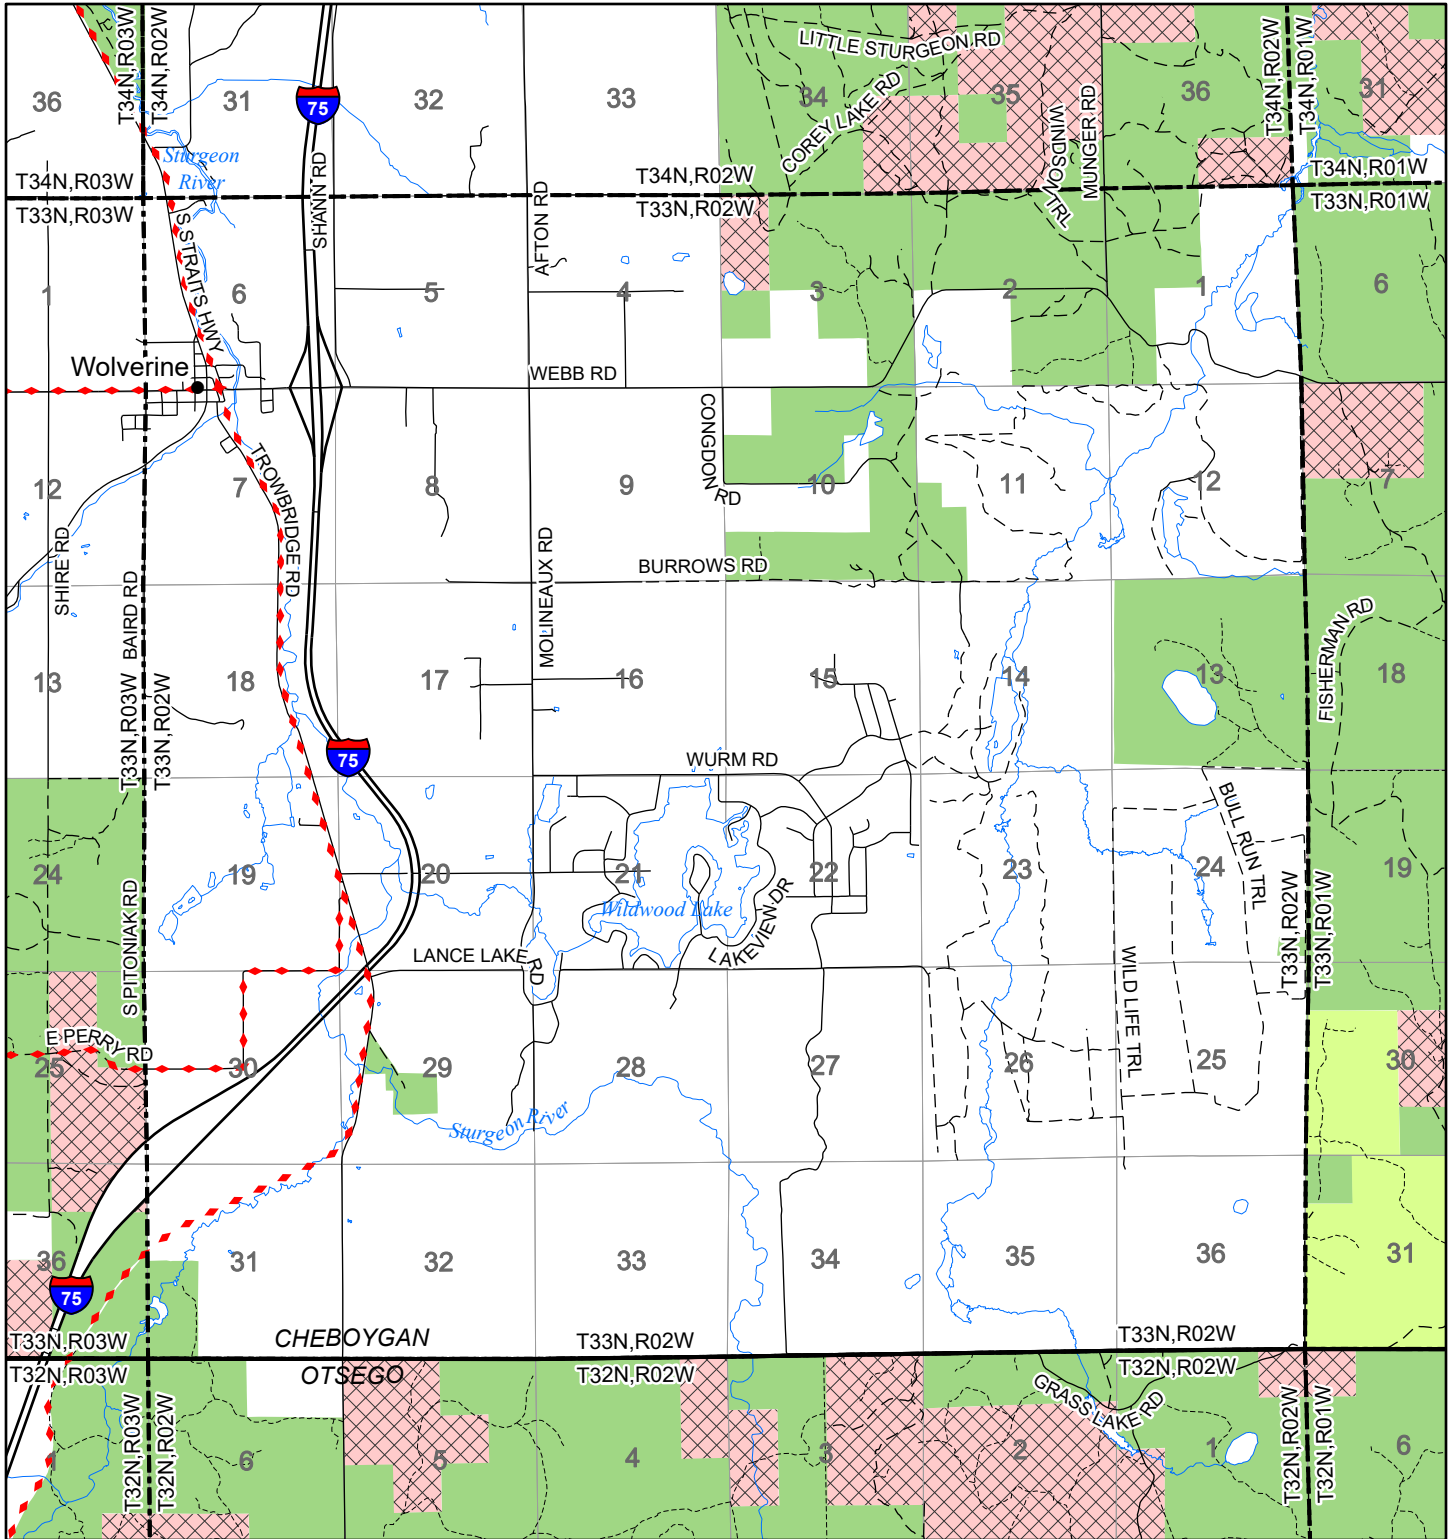 T34N,R03W
T34N,R02W
LITTLE STURGEON RD
T34N,R02W
T34N,R01W
36
31
75
32
33
34
COREY LAKE RD
35
WINDSONG TRL
MUNGER RD
36
31
Sturgeon
River
SHANN RD
AFTON RD
T34N,R03W
T33N,R03W
T34N,R02W
T33N,R02W
T34N,R01W
T33N,R01W
S STRAITS HWY
1
6
5
4
3
2
1
6
Wolverine
WEBB RD
CONGDON RD
TROWBRIDGE RD
12
7
8
9
10
11
12
7
SHIRE RD
BAIRD RD
MOLINEAUX RD
BURROWS RD
FISHERMAN RD
13
18
17
16
15
14
13
18
T33N,R03W
T33N,R02W
75
WURM RD
BULL RUN TRL
24
19
20
21
22
23
24
19
S PITONIAK RD
Wildwood Lake
LAKEVIEW DR
LANCE LAKE RD
WILD LIFE TRL
T33N,R02W
T33N,R01W
E PERRY RD
25
30
29
28
27
26
25
30
Sturgeon River
36
31
32
33
34
35
36
31
75
T33N,R03W
T32N,R03W
CHEBOYGAN
OTSEGO
T33N,R02W
T32N,R02W
T33N,R02W
T32N,R02W
GRASS LAKE RD
T32N,R03W
T32N,R02W
T32N,R02W
T32N,R01W
1
6
5
4
3
2
1
6